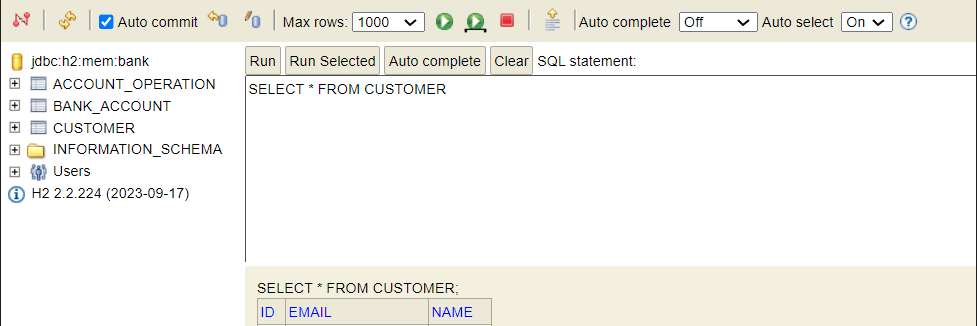 Auto commit Max rows: 1000 Auto complete Off Auto select On ?
jdbc:h2:mem:bank
ACCOUNT_OPERATION
BANK_ACCOUNT
CUSTOMER
INFORMATION_SCHEMA
Users
H2 2.2.224 (2023-09-17)
Run Run Selected Auto complete Clear SQL statement:
SELECT * FROM CUSTOMER
SELECT * FROM CUSTOMER;
ID EMAIL NAME